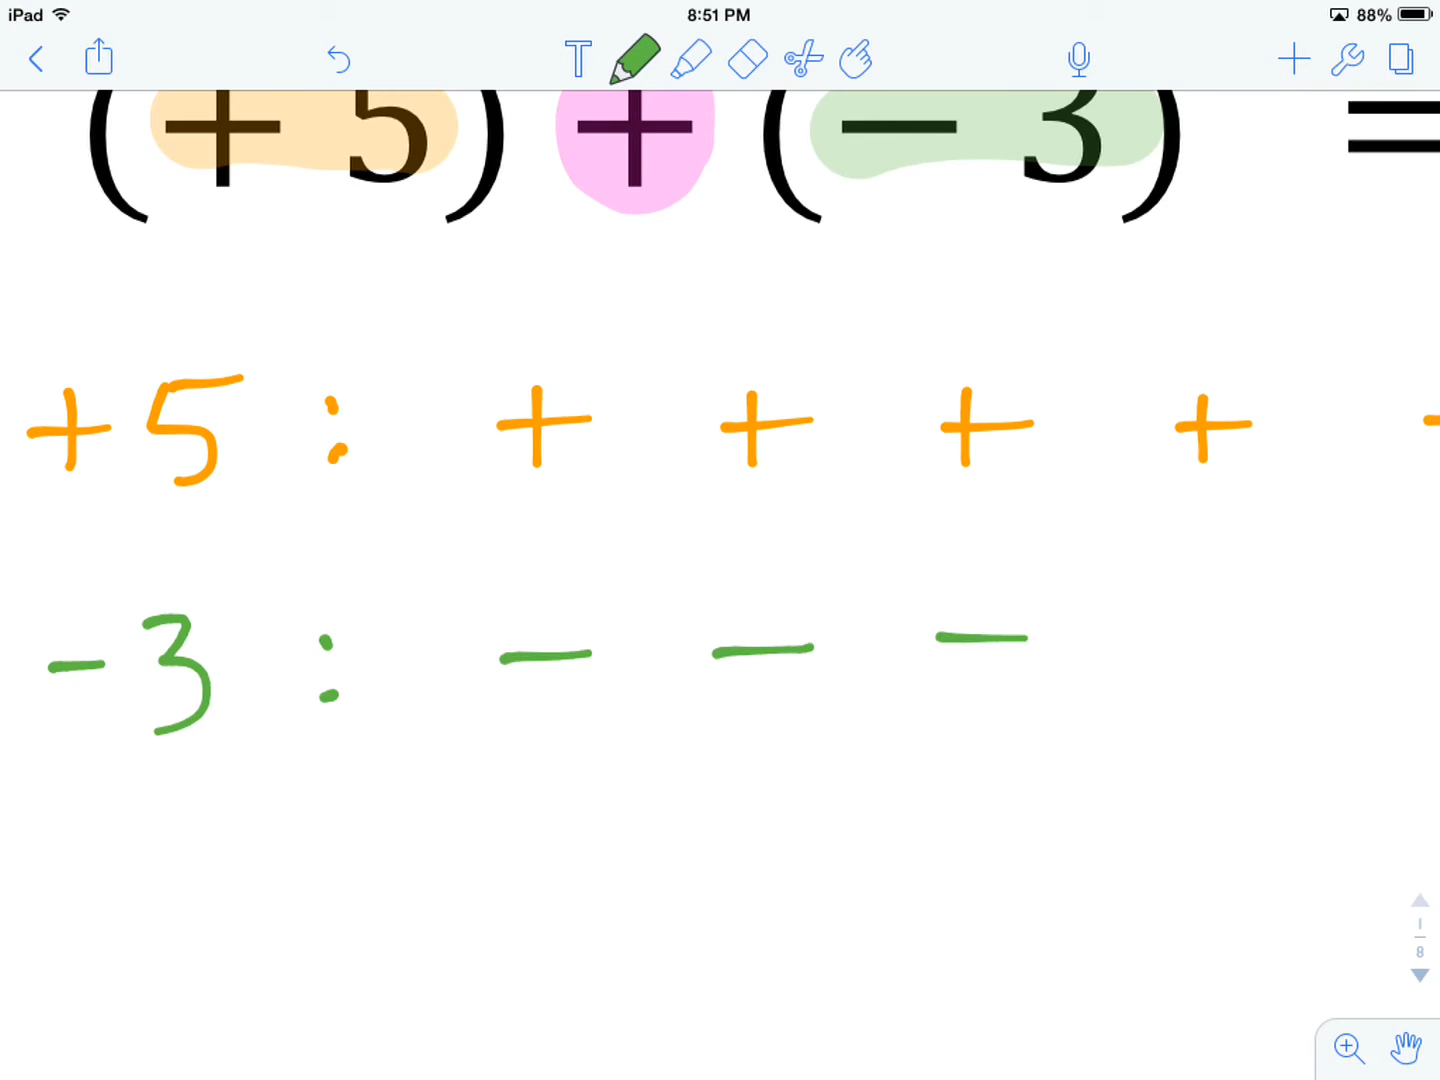 iPad 8:51 PM 88%
T
(+ 5) + (− 3) =
+5 : + + + + -
-3 : — — —
1
8